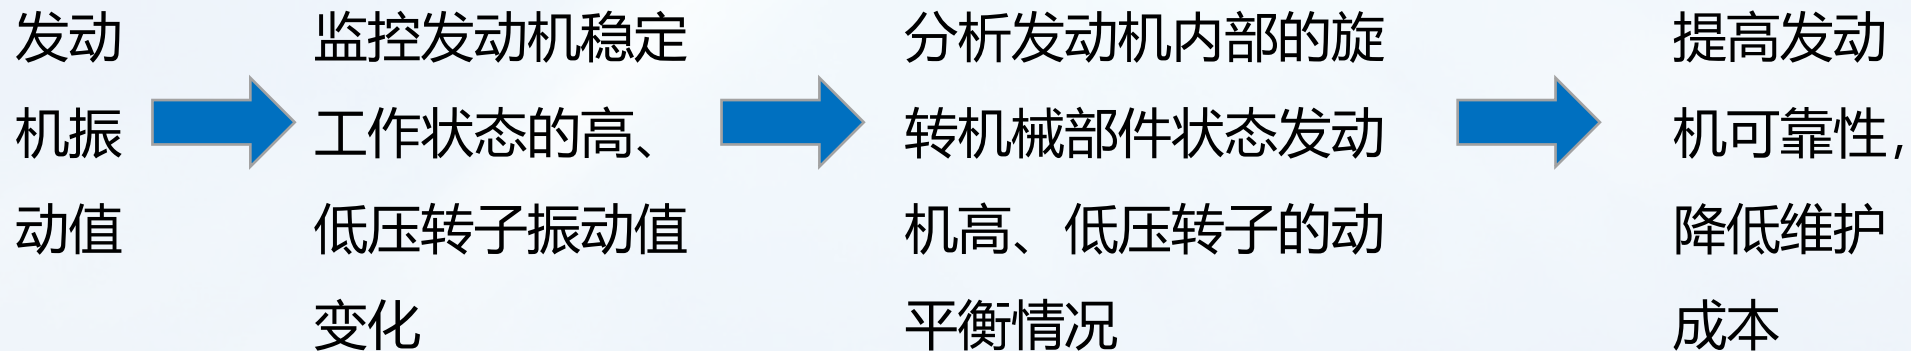 发动
机振
动值
监控发动机稳定
工作状态的高、
低压转子振动值
变化
分析发动机内部的旋
转机械部件状态发动
机高、低压转子的动
平衡情况
提高发动
机可靠性，
降低维护
成本